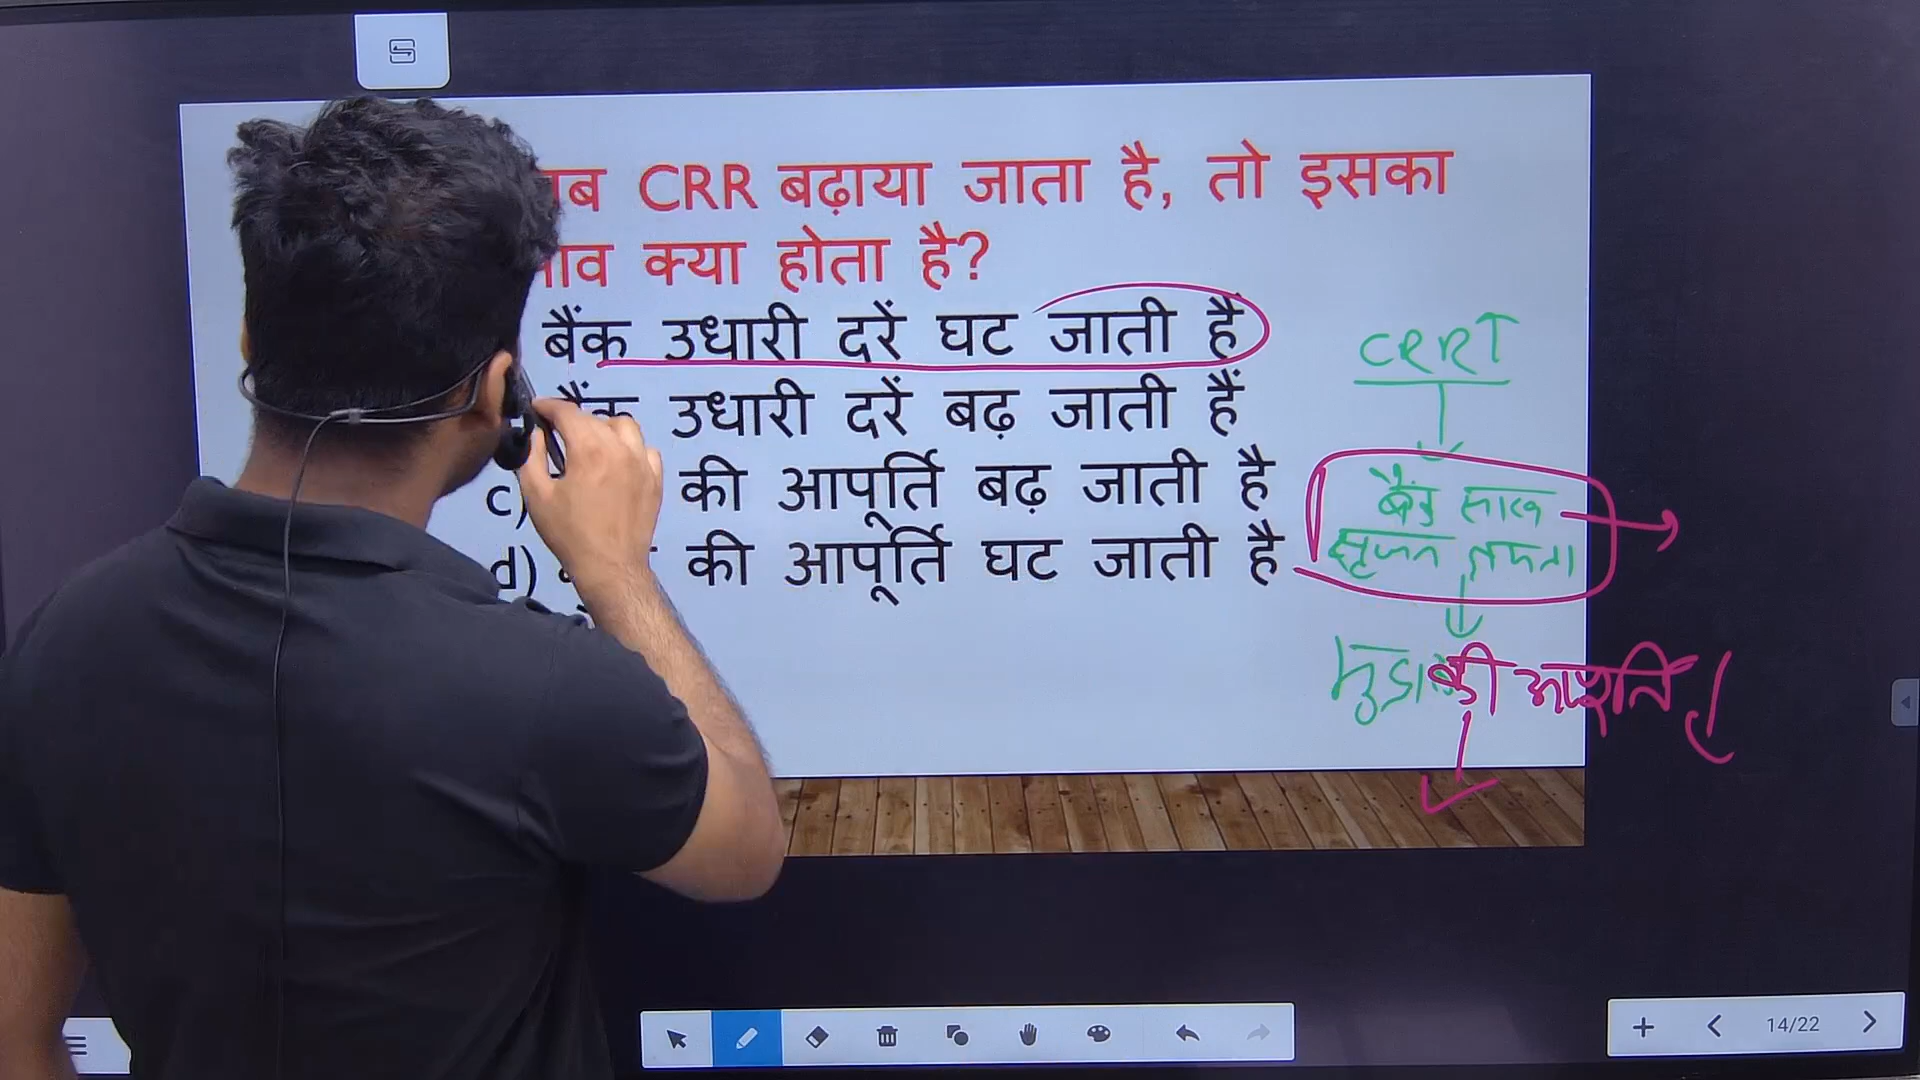 CRR बढ़ाया जाता है, तो इसका
क्या होता है?
बैंक उधारी दरें घट जाती हैं
उधारी दरें बढ़ जाती हैं
c) की आपूर्ति बढ़ जाती है
d) की आपूर्ति घट जाती है
CRR↑
बैंक साख
सृजन क्षमता
मुद्रा की आपूर्ति
14/22